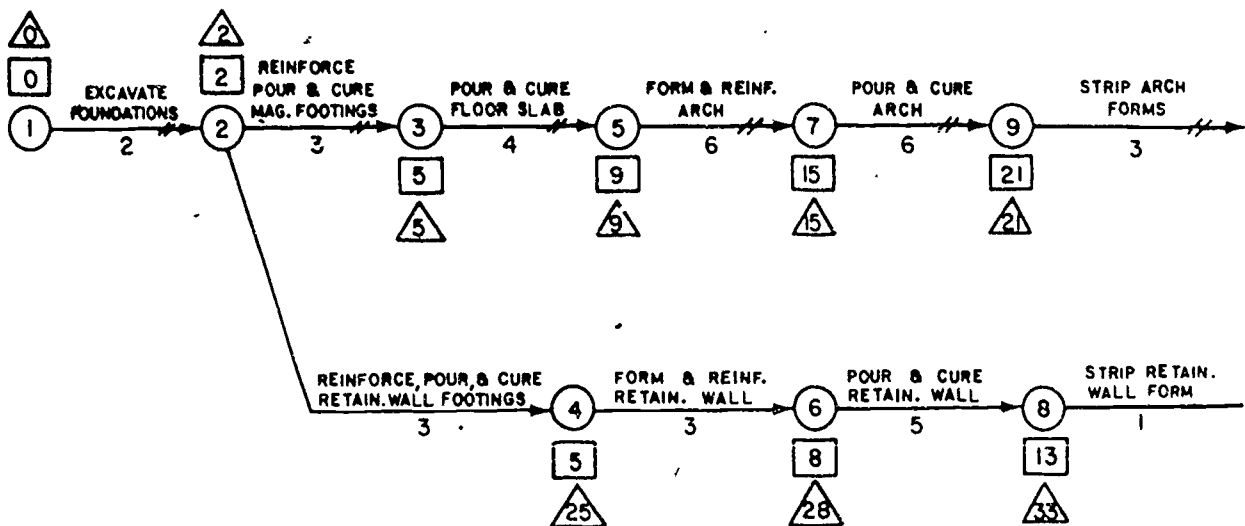 0
0
2
2
1
EXCAVATE
FOUNDATIONS
2
2
REINFORCE
POUR & CURE
MAG. FOOTINGS
3
3
5
5
POUR & CURE
FLOOR SLAB
4
5
9
9
FORM & REINF.
ARCH
6
7
15
15
POUR & CURE
ARCH
6
9
21
21
STRIP ARCH
FORMS
3
REINFORCE, POUR, & CURE
RETAIN. WALL FOOTINGS
3
4
5
25
FORM & REINF.
RETAIN. WALL
3
6
8
28
POUR & CURE
RETAIN. WALL
5
8
13
33
STRIP RETAIN.
WALL FORM
1